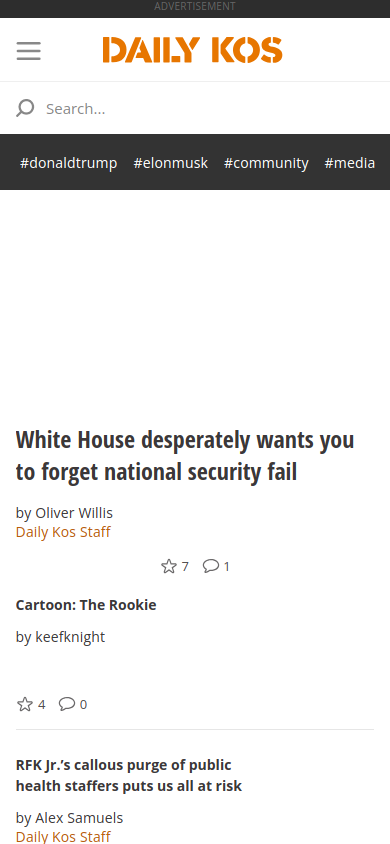 ADVERTISEMENT
DAILY KOS
Search...
#donaldtrump #elonmusk #community #media
White House desperately wants you
to forget national security fail
by Oliver Willis
Daily Kos Staff
7 1
Cartoon: The Rookie
by keefknight
4 0
RFK Jr.’s callous purge of public
health staffers puts us all at risk
by Alex Samuels
Daily Kos Staff